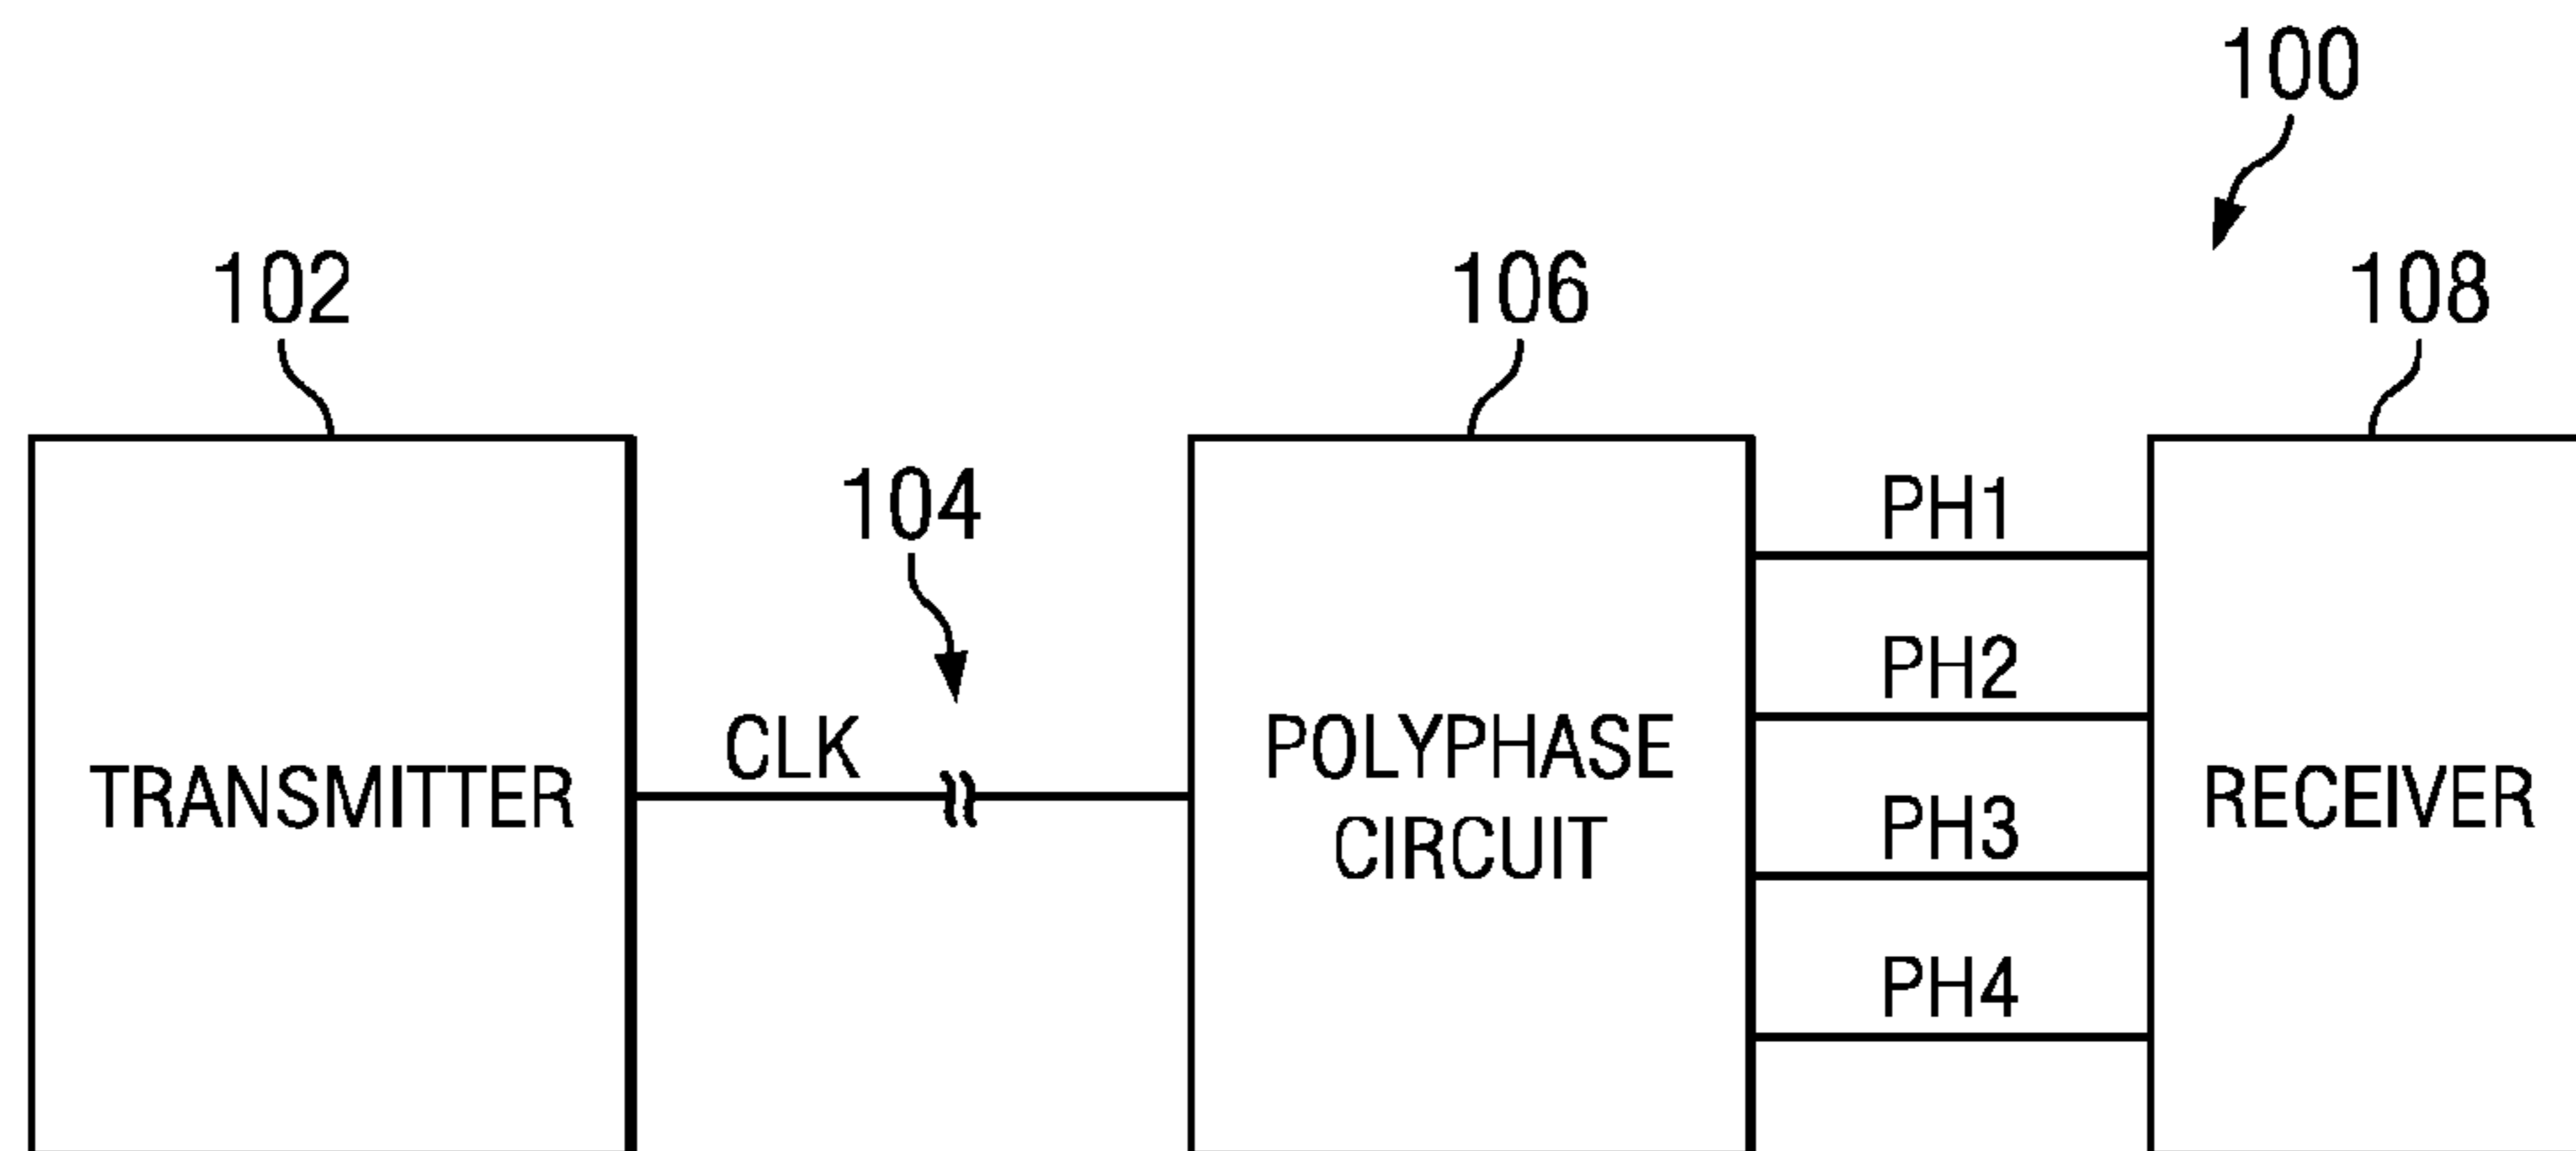 100
102
106
108
104
PH1
CLK
PH2
TRANSMITTER
POLYPHASE
CIRCUIT
RECEIVER
PH3
PH4